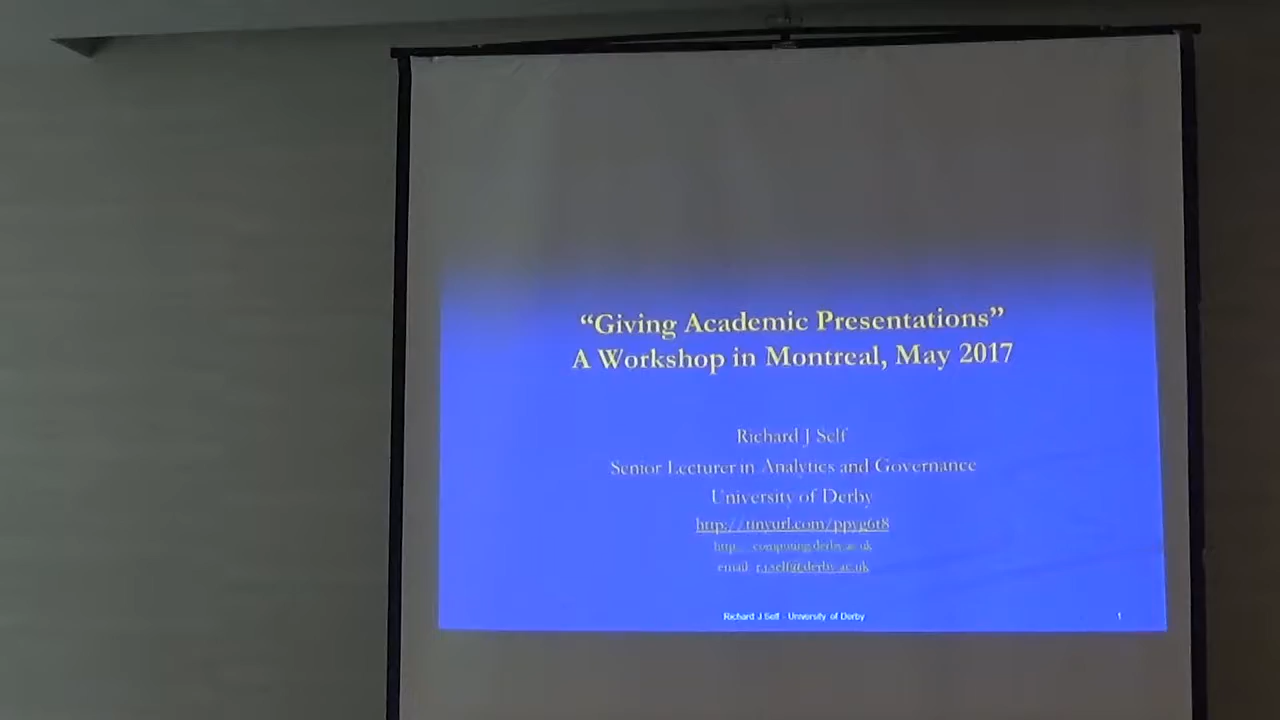 “Giving Academic Presentations”
A Workshop in Montreal, May 2017
Richard J Self
Senior Lecturer in Analytics and Governance
University of Derby
http://tinyurl.com/ppyg6t8
http://computing.derby.ac.uk
email: r.j.self@derby.ac.uk
Richard J Self - University of Derby
1